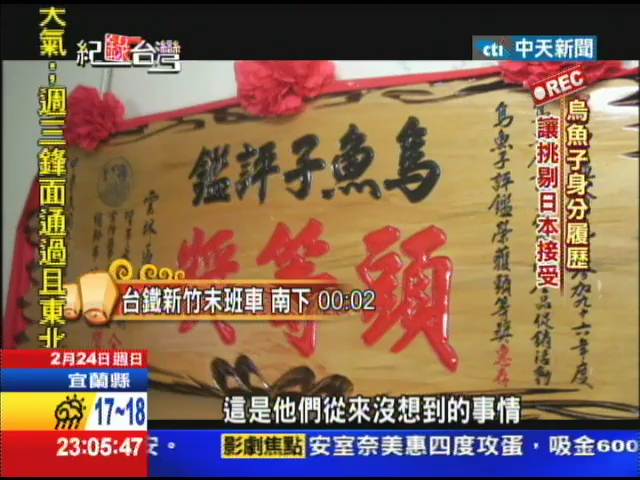 大氣；週三鋒面通過且東北
紀錄台灣
cti 中天新聞
REC
烏魚子身分履歷
讓挑剔日本接受
烏魚子評鑑
頭等獎
烏魚子評鑑榮獲頭等獎惠存
台鐵新竹末班車 南下 00:02
這是他們從來沒想到的事情
2月24日週日
宜蘭縣
17~18
23:05:47
安。
影劇焦點
安室奈美惠四度攻蛋，吸金600